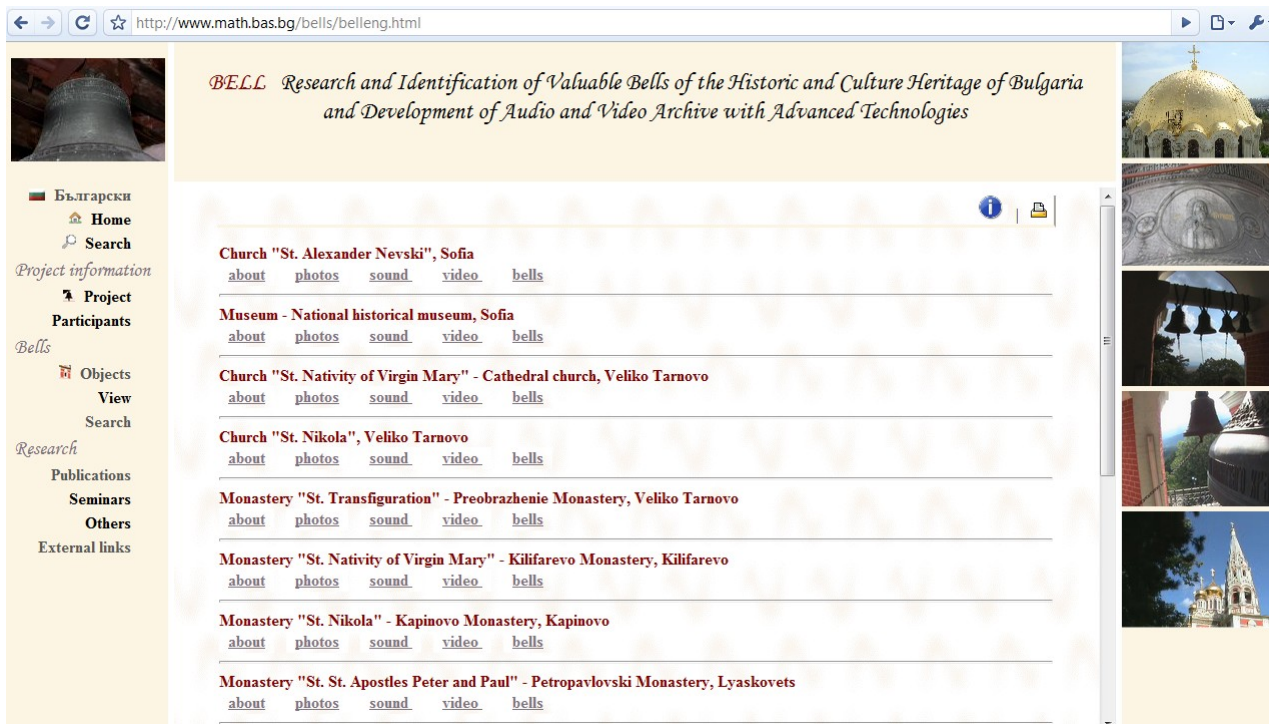 http://www.math.bas.bg/bells/belleng.html
BELL Research and Identification of Valuable Bells of the Historic and Culture Heritage of Bulgaria
and Development of Audio and Video Archive with Advanced Technologies
Български
Home
Search
Project information
Project
Participants
Bells
Objects
View
Search
Research
Publications
Seminars
Others
External links
Church "St. Alexander Nevski", Sofia
about photos sound video bells
Museum - National historical museum, Sofia
about photos sound video bells
Church "St. Nativity of Virgin Mary" - Cathedral church, Veliko Tarnovo
about photos sound video bells
Church "St. Nikola", Veliko Tarnovo
about photos sound video bells
Monastery "St. Transfiguration" - Preobrazhenie Monastery, Veliko Tarnovo
about photos sound video bells
Monastery "St. Nativity of Virgin Mary" - Kilifarevo Monastery, Kilifarevo
about photos sound video bells
Monastery "St. Nikola" - Kapinovo Monastery, Kapinovo
about photos sound video bells
Monastery "St. St. Apostles Peter and Paul" - Petropavlovski Monastery, Lyaskovets
about photos sound video bells